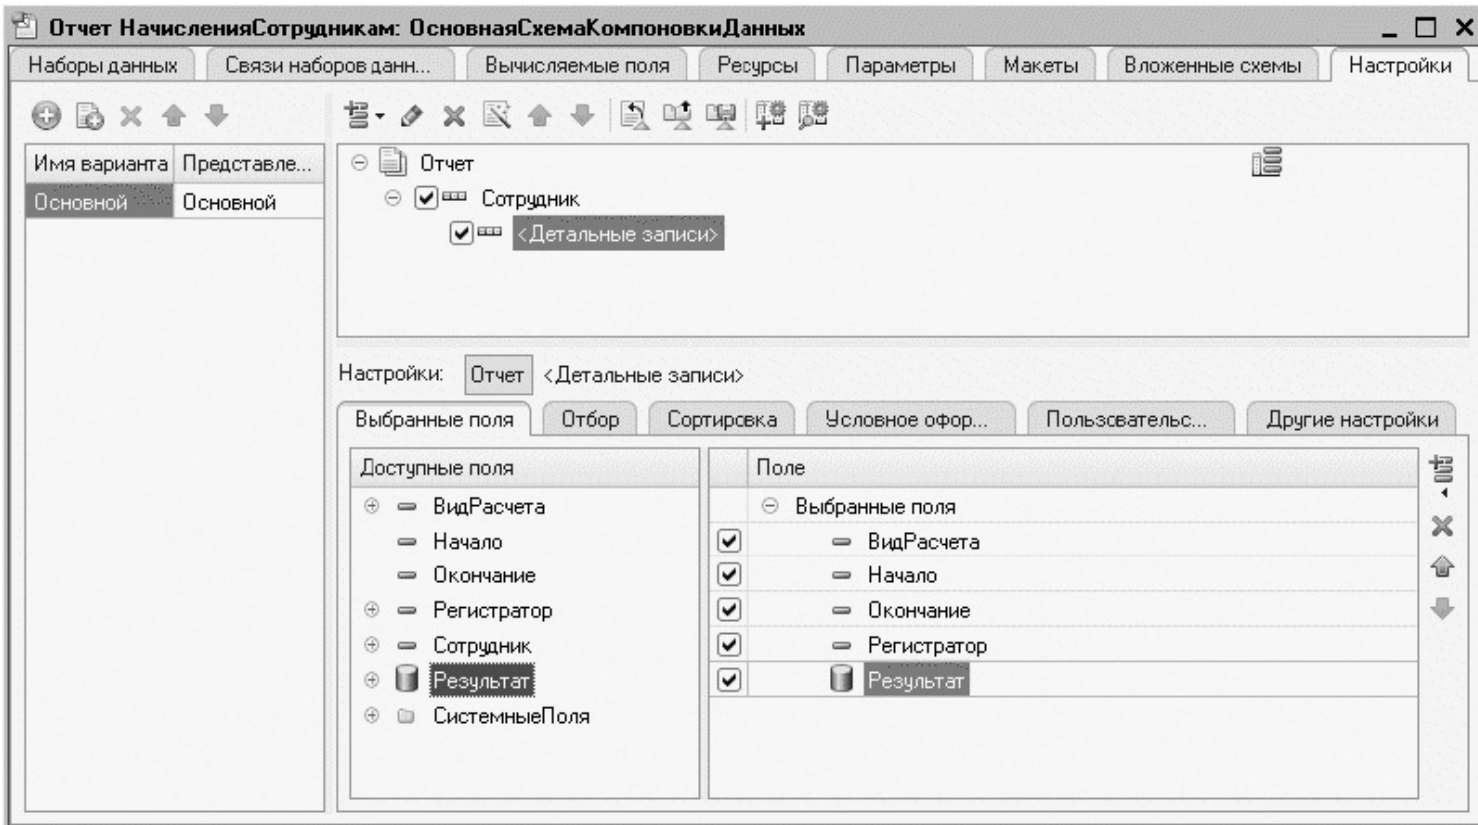 Отчет НачисленияСотрудникам: ОсновнаяСхемаКомпоновкиДанных
Наборы данных Связи наборов данн... Вычисляемые поля Ресурсы Параметры Макеты Вложенные схемы Настройки
Имя варианта Представле...
Основной Основной
Отчет
Сотрудник
<Детальные записи>
Настройки: Отчет <Детальные записи>
Выбранные поля Отбор Сортировка Условное офор... Пользовательс... Другие настройки
Доступные поля
ВидРасчета
Начало
Окончание
Регистратор
Сотрудник
Результат
СистемныеПоля
Поле
Выбранные поля
ВидРасчета
Начало
Окончание
Регистратор
Результат